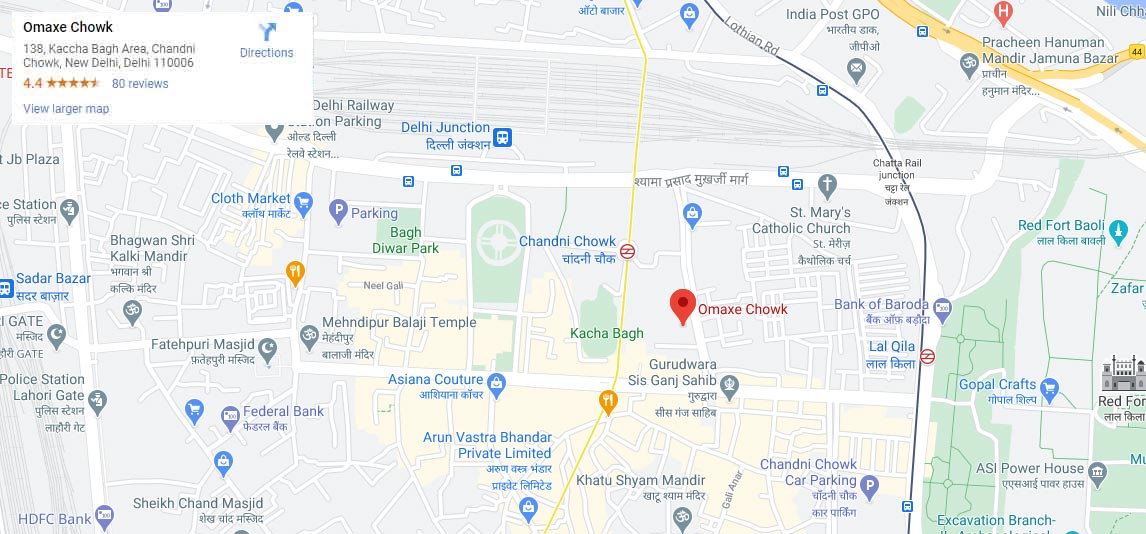 Omaxe Chowk
138, Kaccha Bagh Area, Chandni
Chowk, New Delhi, Delhi 110006
4.4
80 reviews
View larger map
Directions
ऑटो बाजार
Lothian Rd
India Post GPO
भारतीय डाक,
जीपीओ
Nili Chh
Pracheen Hanuman
Mandir Jamuna Bazar
प्राचीन
हनुमान मंदिर...
44
Delhi Railway
Station Parking
ओल्ड दिल्ली
रेलवे स्टेशन...
Delhi Junction
दिल्ली जंक्शन
t Jb Plaza
श्यामा प्रसाद मुखर्जी मार्ग
Chatta Rail
junction
चट्टा रेल
जंक्शन
Cloth Market
क्लॉथ मार्केट
Parking
ce Station
पुलिस स्टेशन
Bagh
Diwar Park
St. Mary's
Catholic Church
St. मेरीज़
कैथोलिक चर्च
Red Fort Baoli
लाल किला बावली
Bhagwan Shri
Kalki Mandir
भगवान श्री
कल्कि मंदिर
Chandni Chowk
चांदनी चौक
Sadar Bazar
सदर बाज़ार
Neel Gali
Zafar
Omaxe Chowk
Bank of Baroda
बैंक ऑफ़ बड़ौदा
RI GATE
हौरी GATE
Mehndipur Balaji Temple
मेहंदीपुर
बालाजी मंदिर
Kacha Bagh
Fatehpuri Masjid
फ़तेहपुरी मस्जिद
Lal Qila
लाल किला
Gurudwara
Sis Ganj Sahib
गुरुद्वारा
सीस गंज साहिब
Police Station
Lahori Gate
पुलिस स्टेशन
लाहौरी गेट
Asiana Couture
आशियाना कॉचर
Gopal Crafts
गोपाल शिल्प
Red For
लाल किला
Federal Bank
फेडरल बैंक
Arun Vastra Bhandar
Private Limited
अरुण वस्त्र भंडार
प्राइवेट लिमिटेड
Khatu Shyam Mandir
खाटू श्याम मंदिर
Gali Anar
Chandni Chowk
Car Parking
चाँदनी चौक
कार पार्किंग
ASI Power House
एएसआई पावर हाउस
Mu
Sheikh Chand Masjid
शेख चांद मस्जिद
HDFC Bank
Excavation Branch-